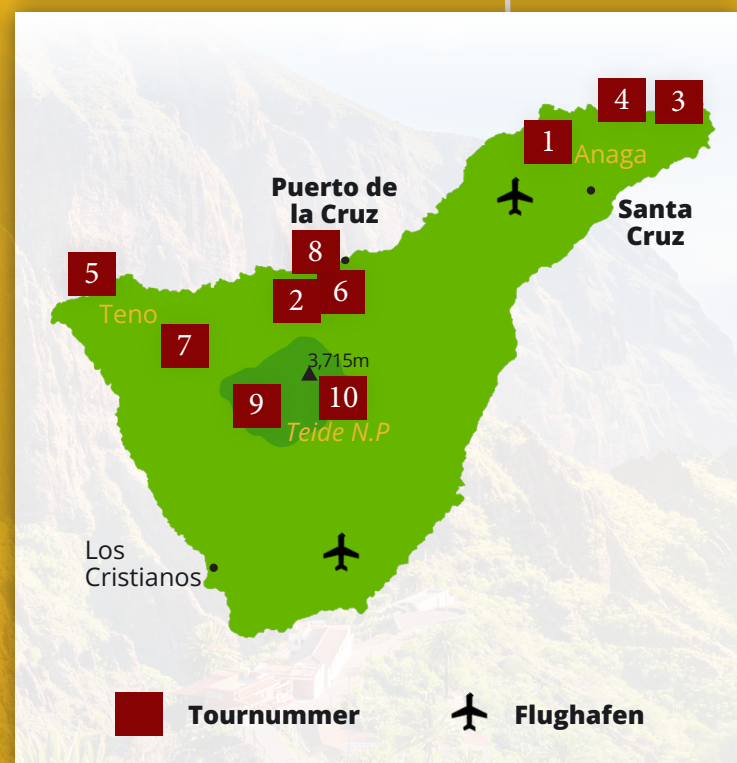 4
3
1
Anaga
Puerto de
la Cruz
Santa
Cruz
8
5
6
2
Teno
7
3,715m
10
9
Teide N.P
Los
Cristianos
Tournummer
Flughafen